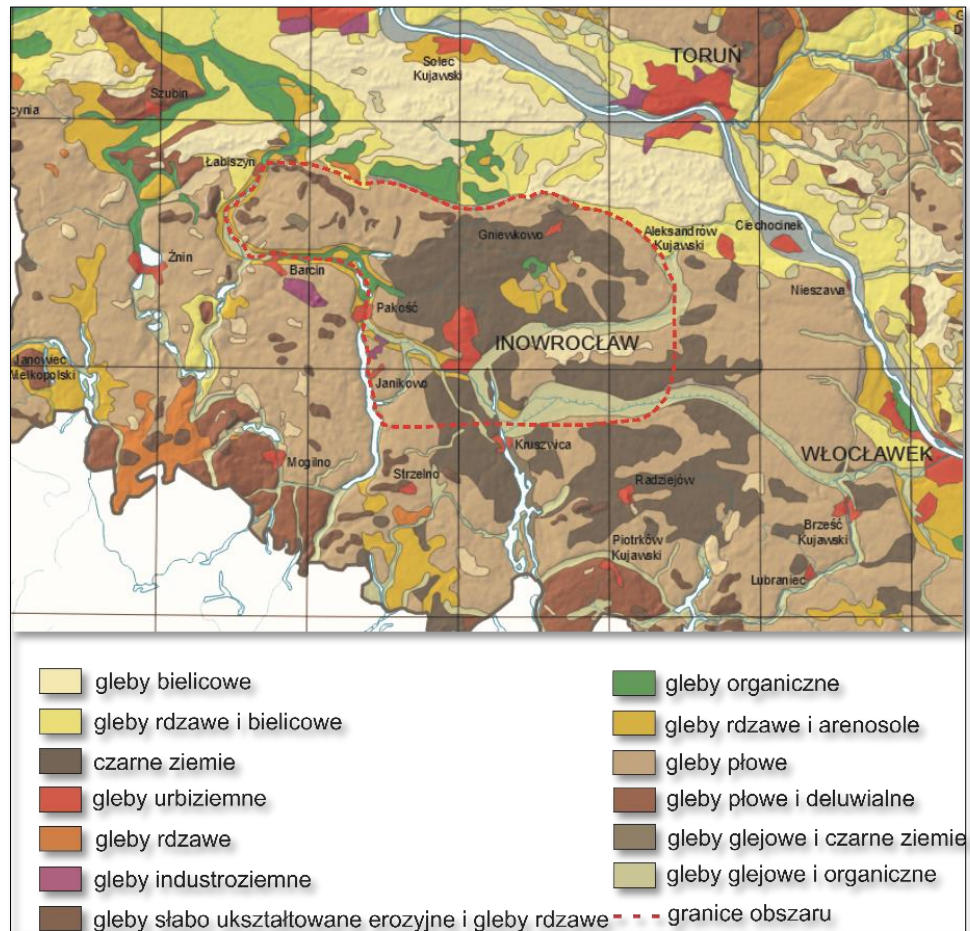 TORUŃ
Solec
Kujawski
Szubin
cynia
Łabiszyn
Gniewkowo
Aleksandrów
Kujawski
Ciechocinek
Żnin
Barcin
Nieszawa
Pakość
INOWROCŁAW
Janowiec
Wielkopolski
Janikowo
Kruszwica
WŁOCŁAWEK
Mogilno
Strzelno
Radziejów
Brześć
Kujawski
Piotrków
Kujawski
Lubraniec
gleby bielicowe
gleby rdzawe i bielicowe
czarne ziemie
gleby urbiziemne
gleby rdzawe
gleby industroziemne
gleby słabo ukształtowane erozyjne i gleby rdzawe
gleby organiczne
gleby rdzawe i arenosole
gleby płowe
gleby płowe i deluwialne
gleby glejowe i czarne ziemie
gleby glejowe i organiczne
granice obszaru